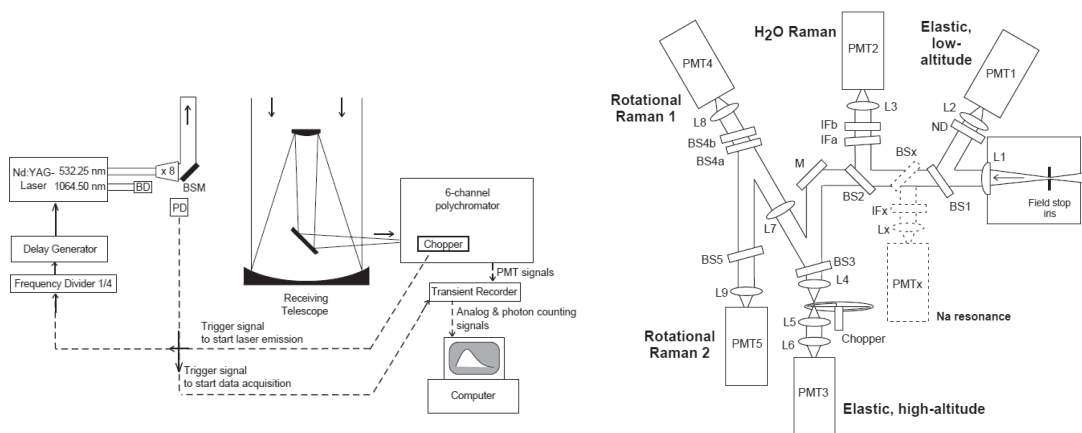 Nd:YAG- 532.25 nm
Laser 1064.50 nm
BD
x 8
BSM
PD
Delay Generator
Frequency Divider 1/4
Trigger signal
to start laser emission
Trigger signal
to start data acquisition
Receiving
Telescope
6-channel
polychromator
Chopper
PMT signals
Transient Recorder
Analog & photon counting
signals
Computer
H2O Raman
Elastic,
low-
altitude
PMT4
PMT2
PMT1
Rotational
Raman 1
L8
L3
L2
ND
IFb
IFa
BS4b
BS4a
M
BSx
L1
BS2
BS1
Field stop
iris
IFx
Lx
L7
BS5
BS3
L4
PMTx
Na resonance
L9
L5
L6
Chopper
Rotational
Raman 2
PMT5
PMT3
Elastic, high-altitude